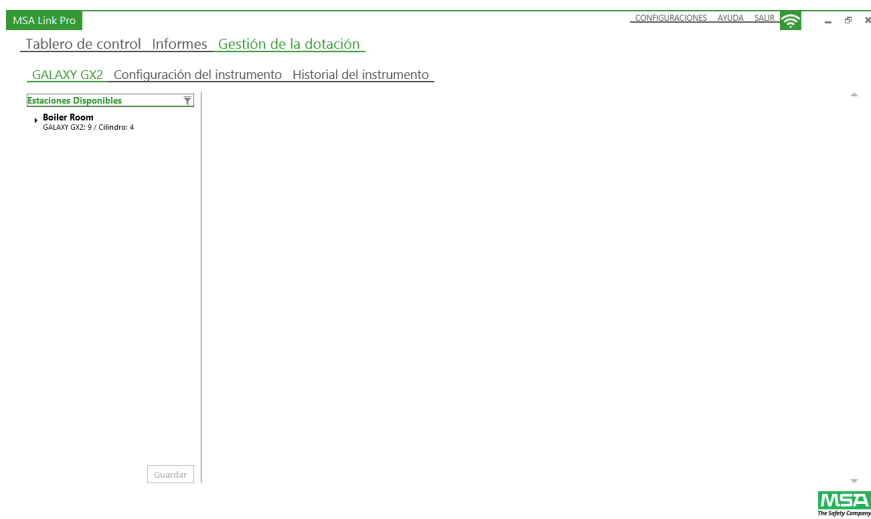 MSA Link Pro
CONFIGURACIONES AYUDA SALIR
Tablero de control Informes Gestión de la dotación
GALAXY GX2 Configuración del instrumento Historial del instrumento
Estaciones Disponibles
Boiler Room
GALAXY GX2: 9 / Cilindro: 4
Guardar
MSA
The Safety Company